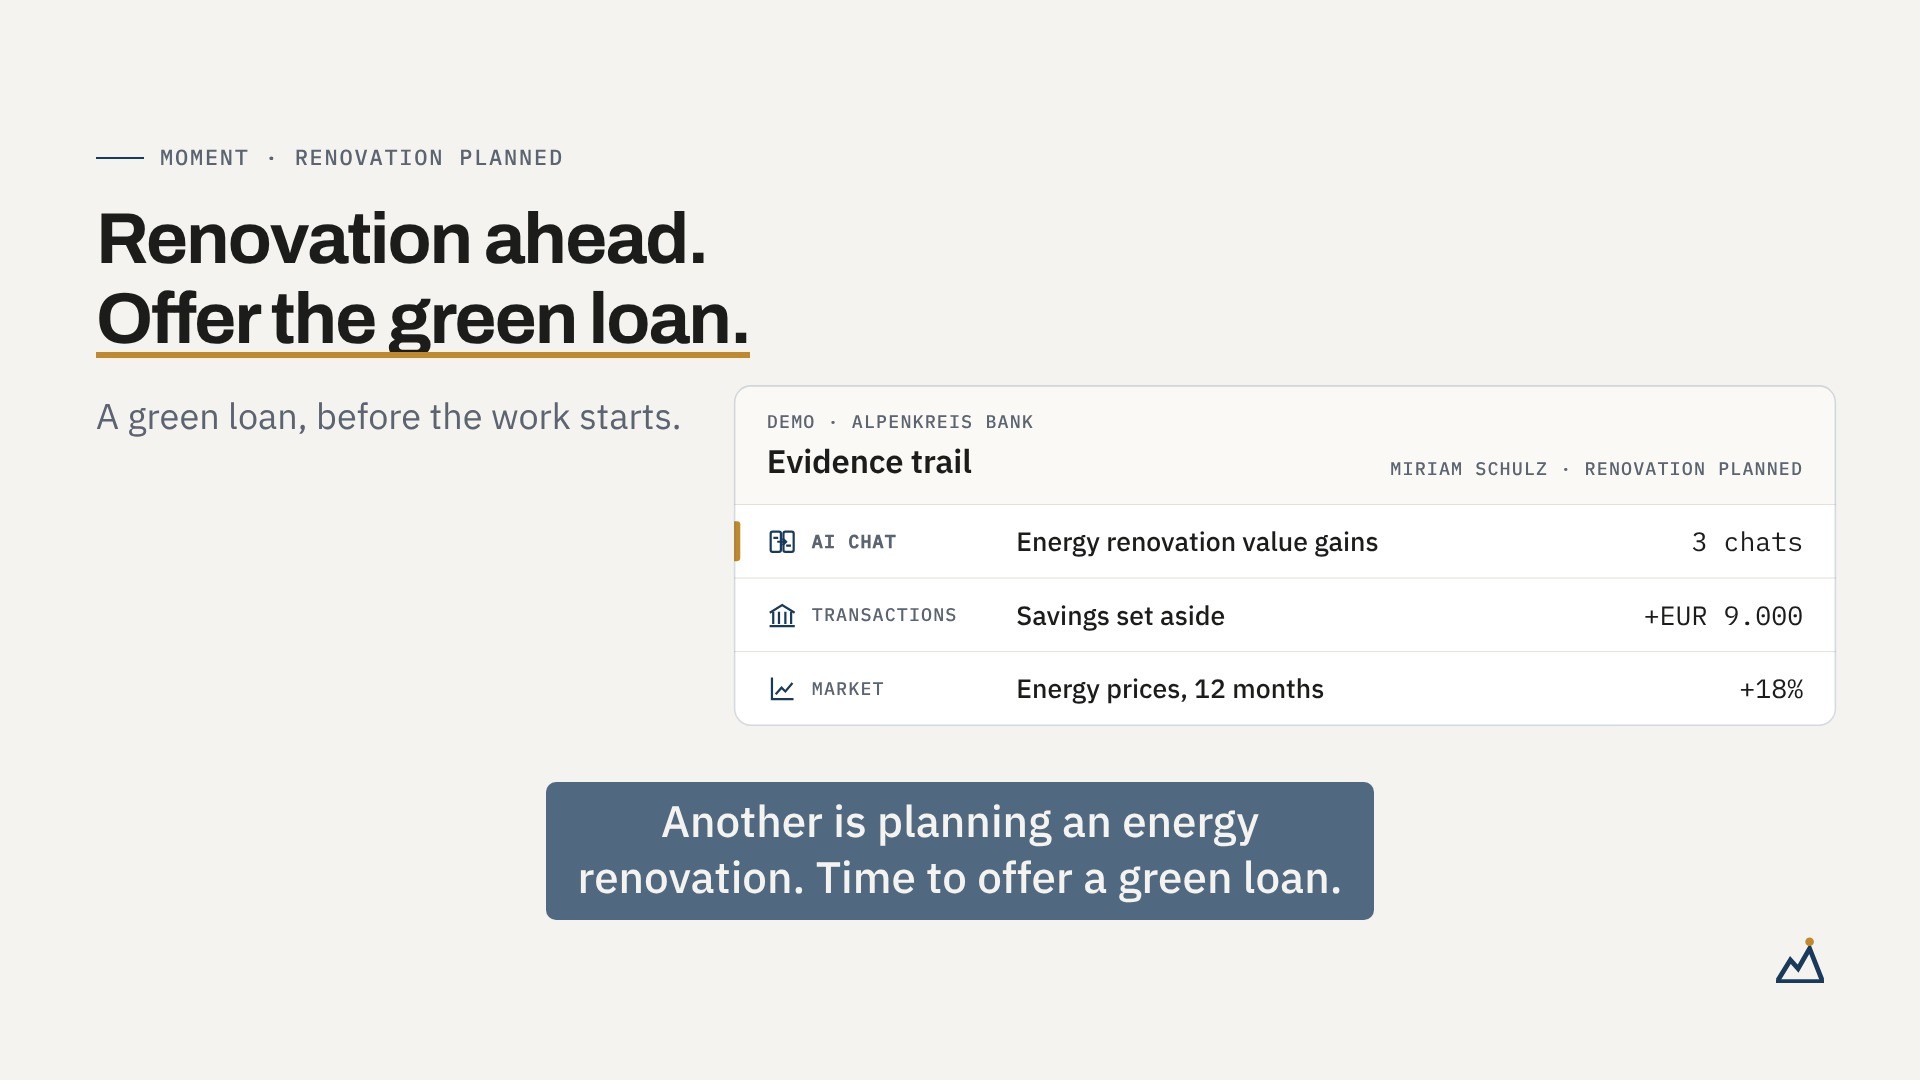 MOMENT · RENOVATION PLANNED
Renovation ahead.
Offer the green loan.
A green loan, before the work starts.
DEMO · ALPENKREIS BANK
Evidence trail
MIRIAM SCHULZ · RENOVATION PLANNED
AI CHAT Energy renovation value gains 3 chats
TRANSACTIONS Savings set aside +EUR 9.000
MARKET Energy prices, 12 months +18%
Another is planning an energy
renovation. Time to offer a green loan.